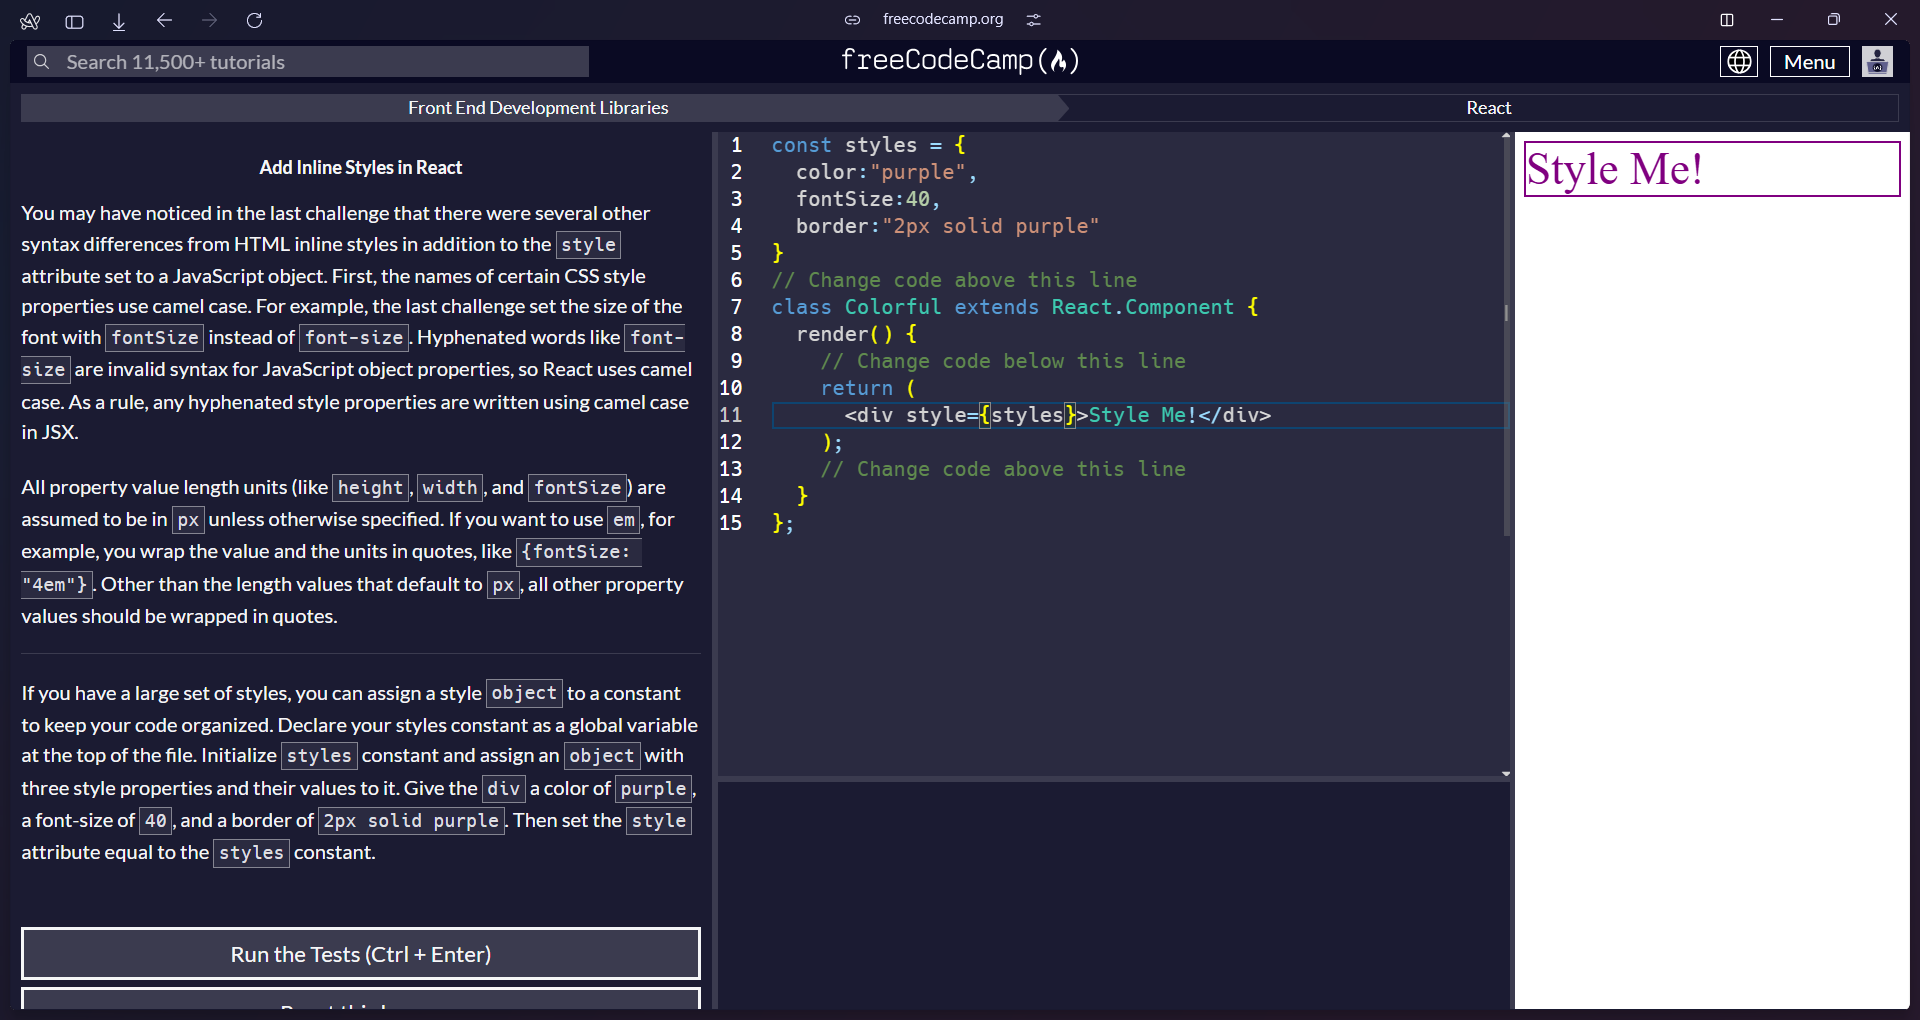 freecodecamp.org
Search 11,500+ tutorials
freeCodeCamp(🔥)
Menu
Front End Development Libraries
React
Add Inline Styles in React
You may have noticed in the last challenge that there were several other
syntax differences from HTML inline styles in addition to the style
attribute set to a JavaScript object. First, the names of certain CSS style
properties use camel case. For example, the last challenge set the size of the
font with fontSize instead of font-size. Hyphenated words like font-
size are invalid syntax for JavaScript object properties, so React uses camel
case. As a rule, any hyphenated style properties are written using camel case
in JSX.
All property value length units (like height, width, and fontSize) are
assumed to be in px unless otherwise specified. If you want to use em, for
example, you wrap the value and the units in quotes, like {fontSize:
"4em"}. Other than the length values that default to px, all other property
values should be wrapped in quotes.
If you have a large set of styles, you can assign a style object to a constant
to keep your code organized. Declare your styles constant as a global variable
at the top of the file. Initialize styles constant and assign an object with
three style properties and their values to it. Give the div a color of purple,
a font-size of 40, and a border of 2px solid purple. Then set the style
attribute equal to the styles constant.
Run the Tests (Ctrl + Enter)
1 const styles = {
2 color:"purple",
3 fontSize:40,
4 border:"2px solid purple"
5 }
6 // Change code above this line
7 class Colorful extends React.Component {
8 render() {
9 // Change code below this line
10 return (
11 <div style={styles}>Style Me!</div>
12 );
13 // Change code above this line
14 }
15 };
Style Me!